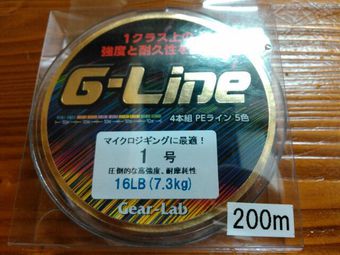 1クラス上の
強度と耐久性を
G-Line
4本組 PEライン 5色
マイクロジギングに最適!
1号
圧倒的な高強度、耐摩耗性
16LB(7.3kg)
Gear-Lab
200m